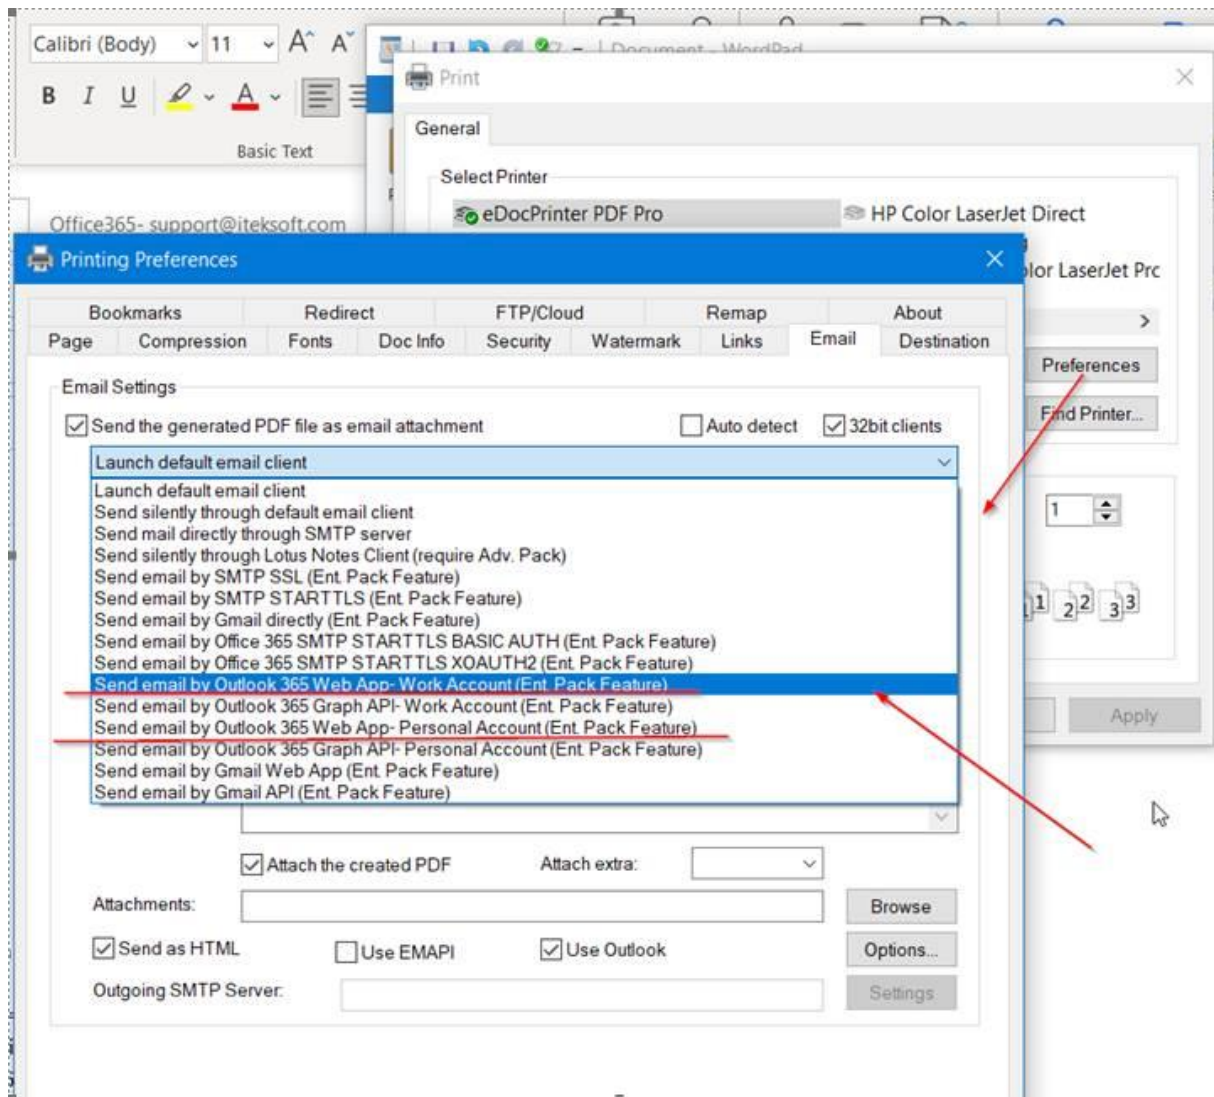 Calibri (Body) 11 A A
Document - WordPad
B I U A
Print
General
Basic Text
Select Printer
eDocPrinter PDF Pro HP Color LaserJet Direct
Office365- support@iteksoft.com
Printing Preferences
olor LaserJet Prc
Bookmarks Redirect FTP/Cloud Remap About
Page Compression Fonts Doc Info Security Watermark Links Email Destination
Preferences
Email Settings
Find Printer...
Send the generated PDF file as email attachment Auto detect 32bit clients
Launch default email client
Launch default email client
Send silently through default email client
1
Send mail directly through SMTP server
Send silently through Lotus Notes Client (require Adv. Pack)
Send email by SMTP SSL (Ent. Pack Feature)
Send email by SMTP STARTTLS (Ent. Pack Feature)
1 1 2 2 3 3
Send email by Gmail directly (Ent. Pack Feature)
Send email by Office 365 SMTP STARTTLS BASIC AUTH (Ent. Pack Feature)
Send email by Office 365 SMTP STARTTLS XOAUTH2 (Ent. Pack Feature)
Send email by Outlook 365 Web App- Work Account (Ent. Pack Feature)
Send email by Outlook 365 Graph API- Work Account (Ent. Pack Feature)
Apply
Send email by Outlook 365 Web App- Personal Account (Ent. Pack Feature)
Send email by Outlook 365 Graph API- Personal Account (Ent. Pack Feature)
Send email by Gmail Web App (Ent. Pack Feature)
Send email by Gmail API (Ent. Pack Feature)
Attach the created PDF Attach extra:
Attachments: Browse
Send as HTML Use EMAPI Use Outlook Options...
Outgoing SMTP Server: Settings